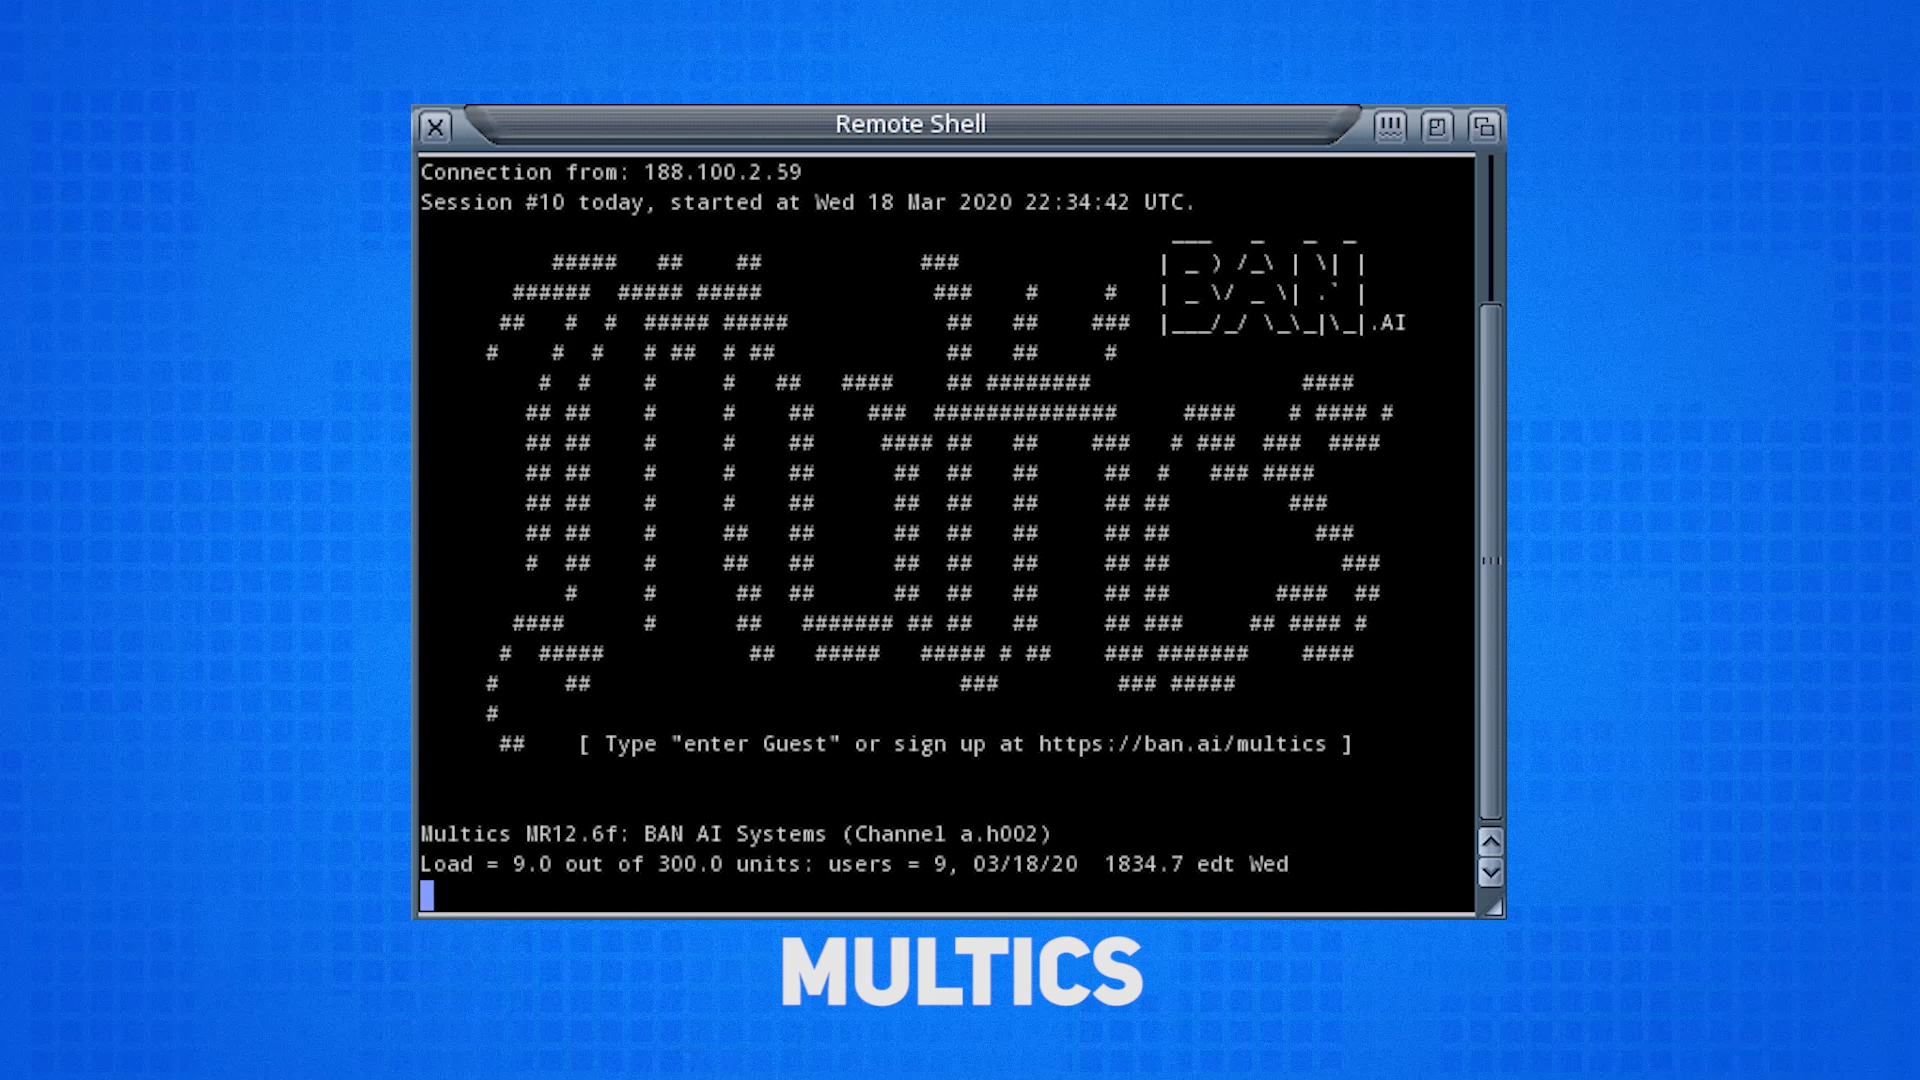 Remote Shell
Connection from: 188.100.2.59
Session #10 today, started at Wed 18 Mar 2020 22:34:42 UTC.
BAN.AI
Multics
[ Type "enter Guest" or sign up at https://ban.ai/multics ]
Multics MR12.6f: BAN AI Systems (Channel a.h002)
Load = 9.0 out of 300.0 units: users = 9, 03/18/20  1834.7 edt Wed
MULTICS